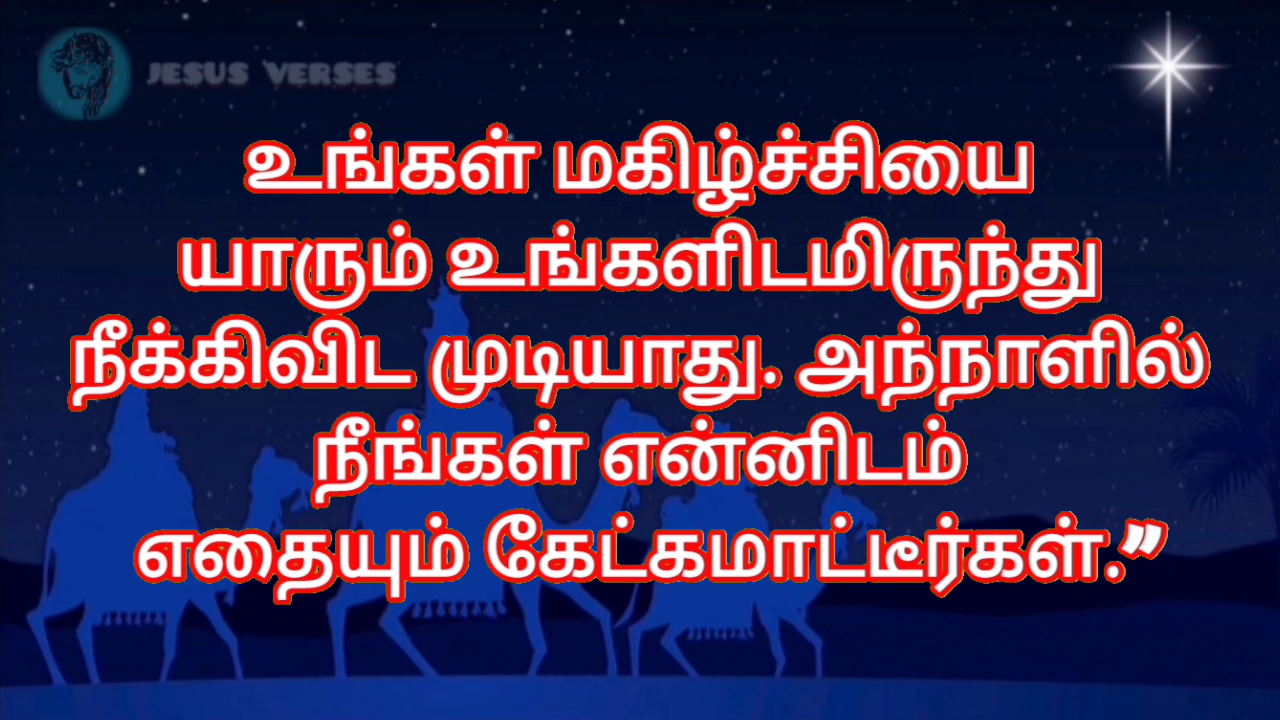 JESUS VERSES
உங்கள் மகிழ்ச்சியை
யாரும் உங்களிடமிருந்து
நீக்கிவிட முடியாது. அந்நாளில்
நீங்கள் என்னிடம்
எதையும் கேட்கமாட்டீர்கள்.”